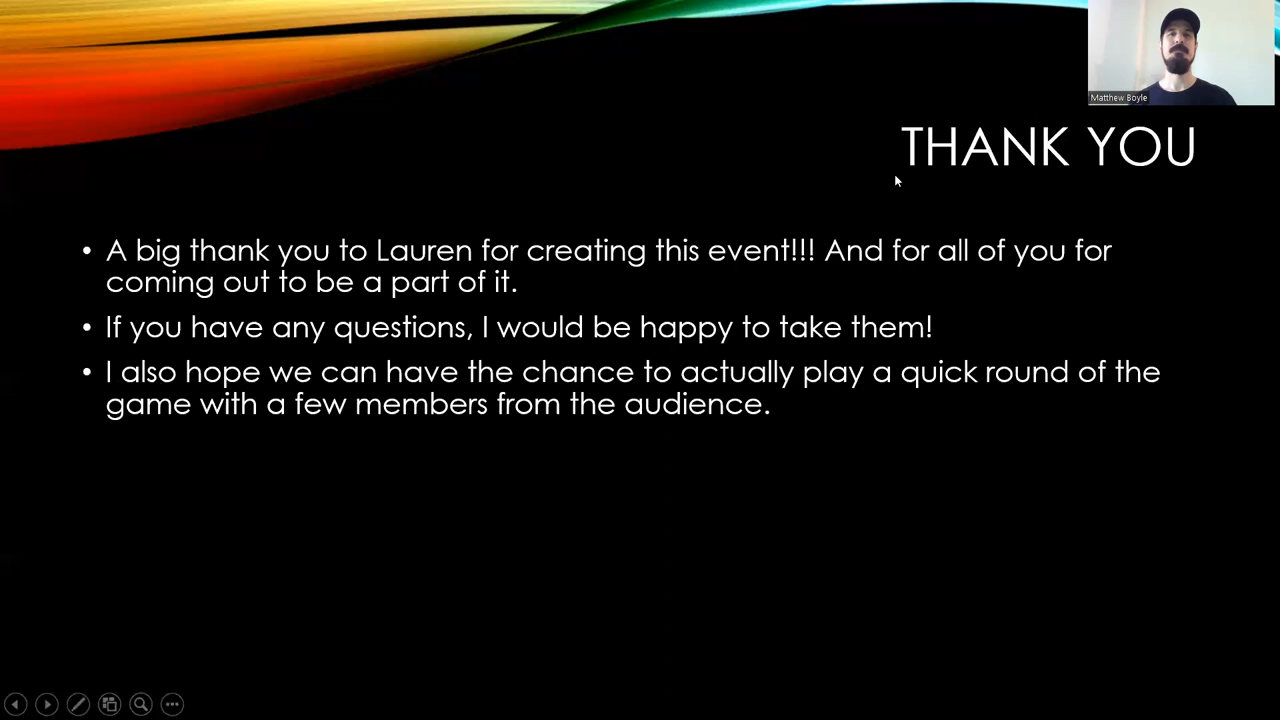 Matthew Boyle
THANK YOU
• A big thank you to Lauren for creating this event!!! And for all of you for
coming out to be a part of it.
• If you have any questions, I would be happy to take them!
• I also hope we can have the chance to actually play a quick round of the
game with a few members from the audience.